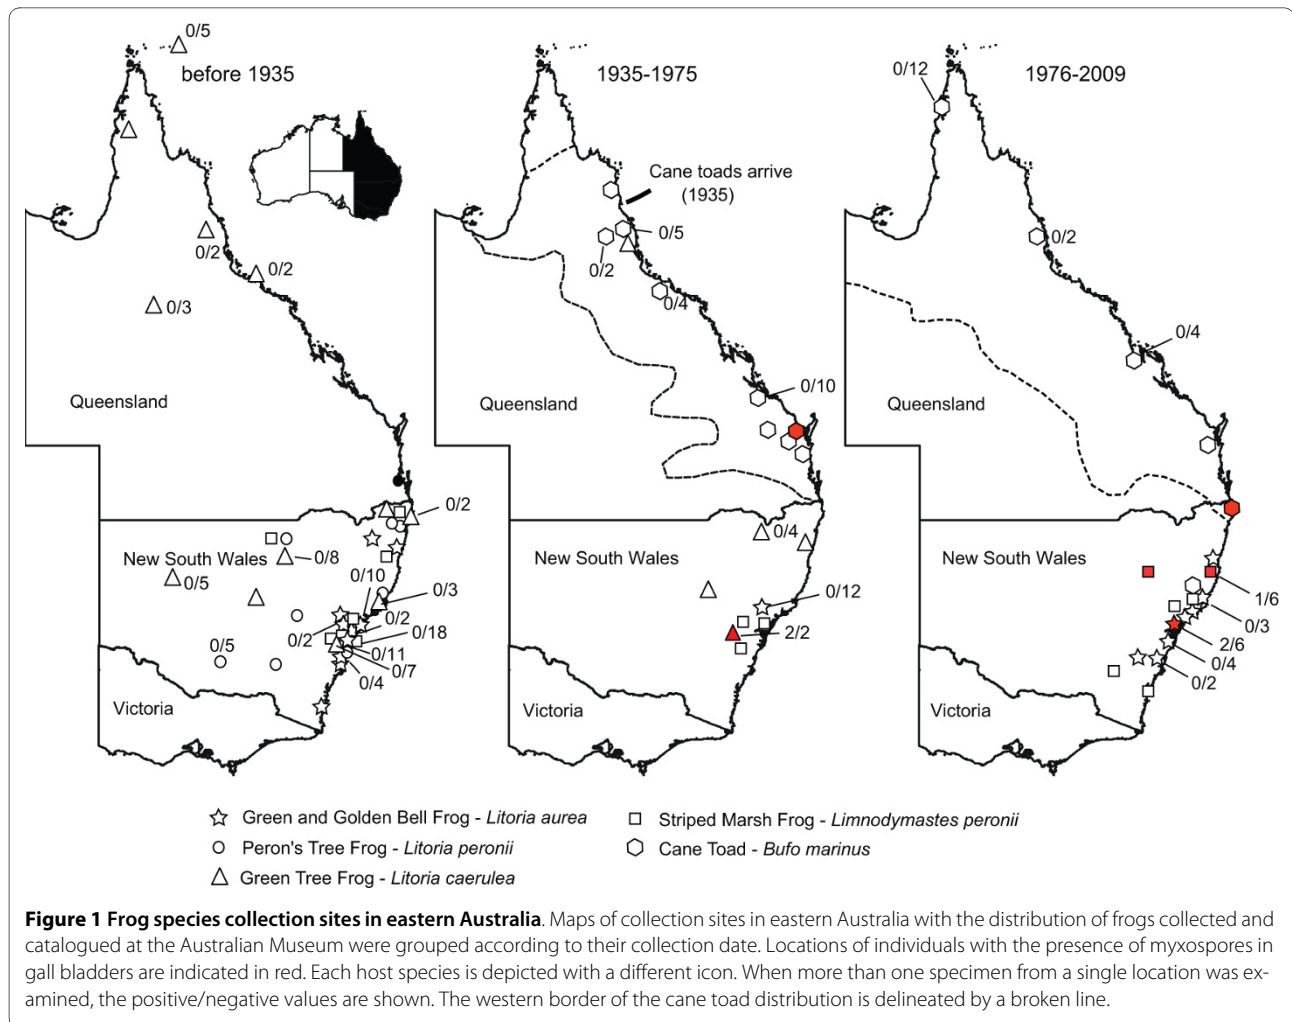 0/5
before 1935
0/2
0/2
0/3
Queensland
0/2
New South Wales
0/8
0/5
0/10
0/3
0/2
0/2
0/18
0/5
0/11
0/7
0/4
Victoria
1935-1975
Cane toads arrive
(1935)
0/5
0/2
0/4
0/10
Queensland
0/4
New South Wales
0/12
2/2
Victoria
1976-2009
0/12
0/2
0/4
Queensland
New South Wales
1/6
0/3
2/6
0/4
0/2
Victoria
Green and Golden Bell Frog - Litoria aurea
Peron's Tree Frog - Litoria peronii
Green Tree Frog - Litoria caerulea
Striped Marsh Frog - Limnodymastes peronii
Cane Toad - Bufo marinus
Figure 1 Frog species collection sites in eastern Australia. Maps of collection sites in eastern Australia with the distribution of frogs collected and
catalogued at the Australian Museum were grouped according to their collection date. Locations of individuals with the presence of myxospores in
gall bladders are indicated in red. Each host species is depicted with a different icon. When more than one specimen from a single location was ex-
amined, the positive/negative values are shown. The western border of the cane toad distribution is delineated by a broken line.